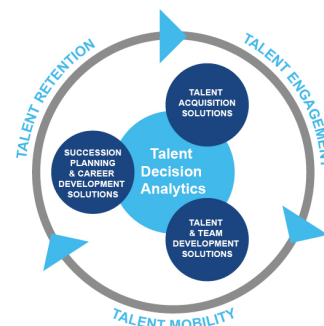 TALENT RETENTION
TALENT ENGAGEMENT
TALENT
ACQUISITION
SOLUTIONS
SUCCESSION
PLANNING
& CAREER
DEVELOPMENT
SOLUTIONS
Talent
Decision
Analytics
TALENT
& TEAM
DEVELOPMENT
SOLUTIONS
TALENT MOBILITY